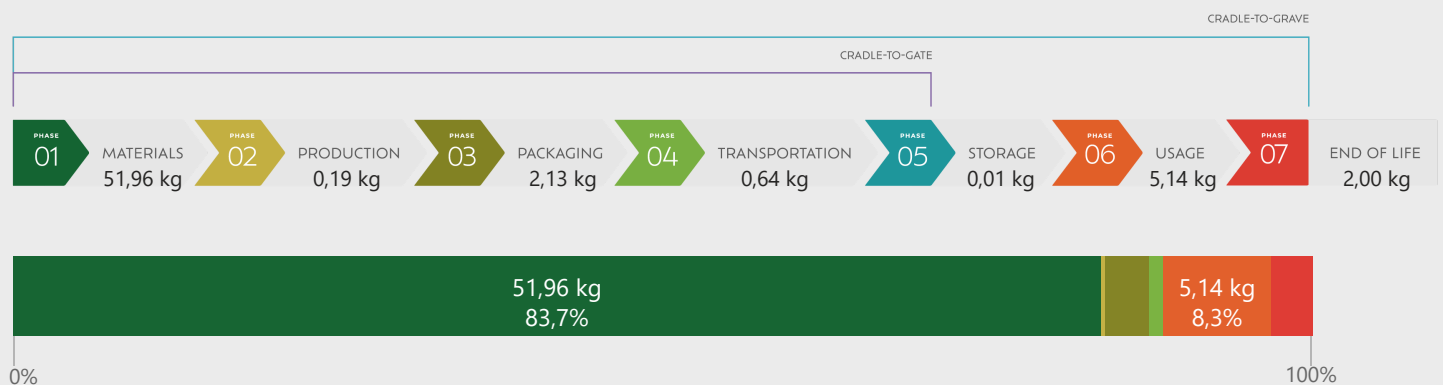 CRADLE-TO-GRAVE
CRADLE-TO-GATE
PHASE
01
MATERIALS
51,96 kg
PHASE
02
PRODUCTION
0,19 kg
PHASE
03
PACKAGING
2,13 kg
PHASE
04
TRANSPORTATION
0,64 kg
PHASE
05
STORAGE
0,01 kg
PHASE
06
USAGE
5,14 kg
PHASE
07
END OF LIFE
2,00 kg
51,96 kg
83,7%
5,14 kg
8,3%
0%
100%